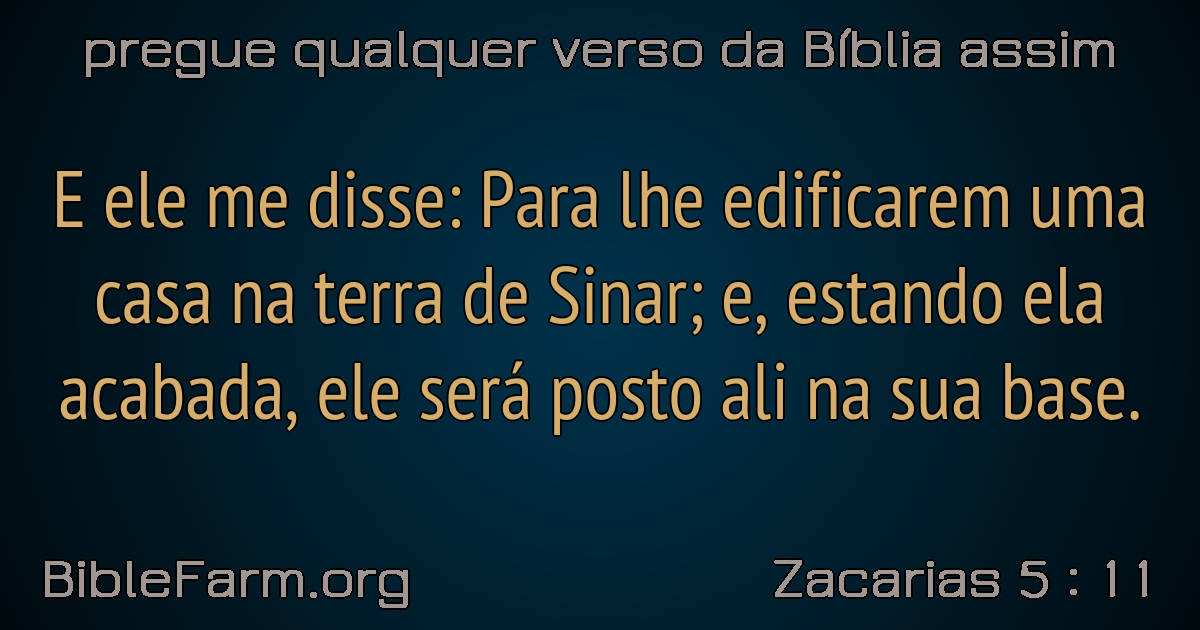 pregue qualquer verso da Bíblia assim
E ele me disse: Para lhe edificarem uma
casa na terra de Sinar; e, estando ela
acabada, ele será posto ali na sua base.
BibleFarm.org
Zacarias 5 : 11